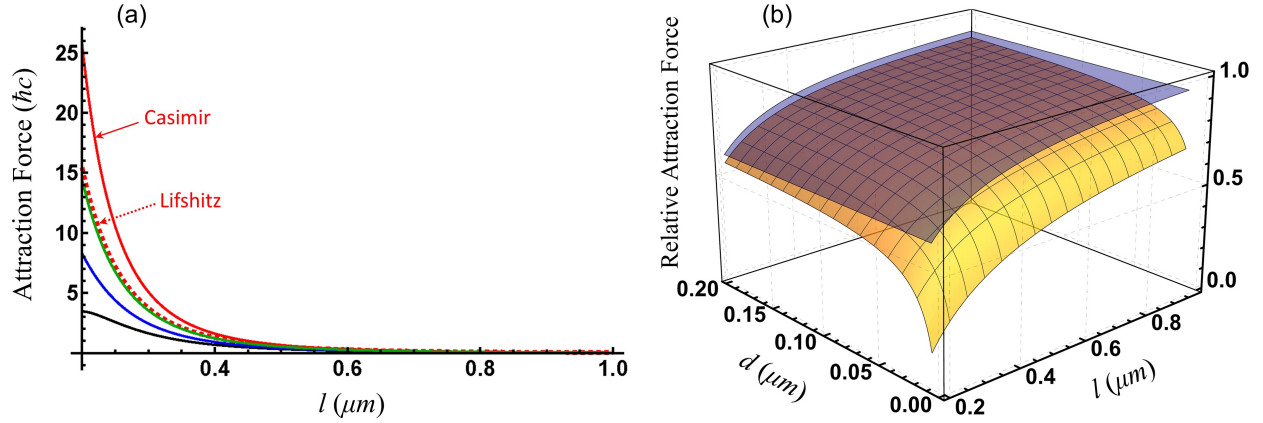 (a)
Attraction Force (ħc)
25
20
15
10
5
Casimir
Lifshitz
0.4
0.6
0.8
1.0
l (μm)
(b)
Relative Attraction Force
1.0
0.5
0.0
0.20
0.15
0.10
0.05
0.00
d (μm)
0.2
0.4
0.6
0.8
l (μm)